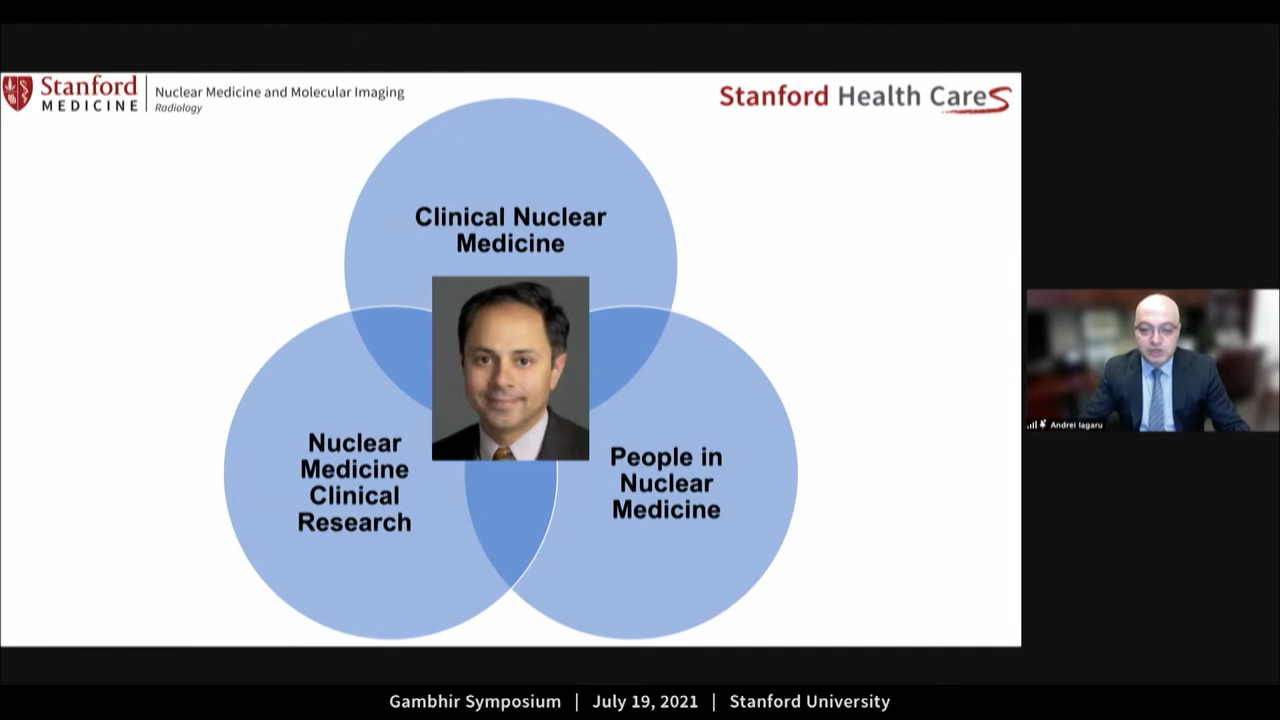 Stanford
MEDICINE
Nuclear Medicine and Molecular Imaging
Radiology
Stanford Health Cares
Clinical Nuclear
Medicine
Nuclear
Medicine
Clinical
Research
People in
Nuclear
Medicine
Andrei Iagaru
Gambhir Symposium | July 19, 2021 | Stanford University